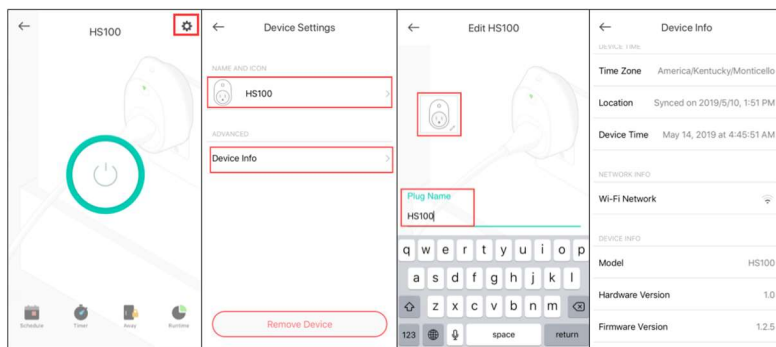 HS100
Schedule
Timer
Away
Runtime
Device Settings
NAME AND ICON
HS100
ADVANCED
Device Info
Remove Device
Edit HS100
Plug Name
HS100
q w e r t y u i o p
a s d f g h j k l
z x c v b n m
123
space
return
Device Info
DEVICE TIME
Time Zone America/Kentucky/Monticello
Location Synced on 2019/5/10, 1:51 PM
Device Time May 14, 2019 at 4:45:51 AM
NETWORK INFO
Wi-Fi Network
DEVICE INFO
Model HS100
Hardware Version 1.0
Firmware Version 1.2.5